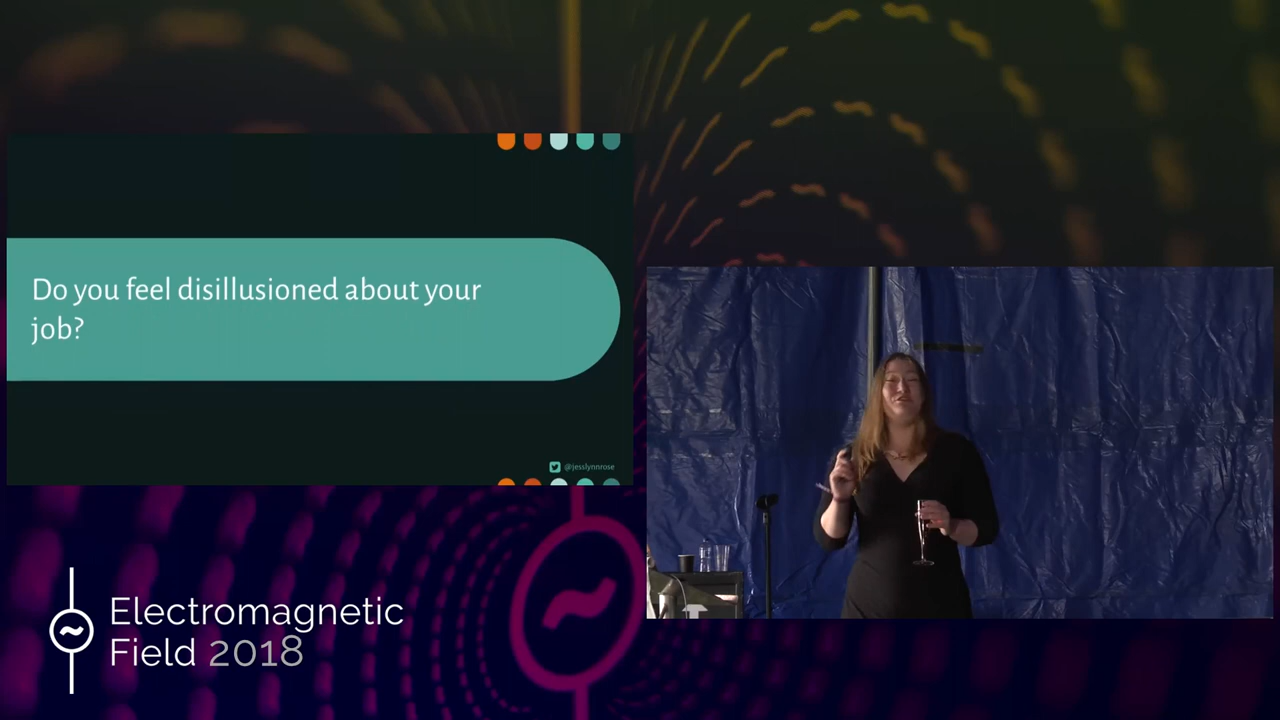 Do you feel disillusioned about your
job?
@jesslynnrose
Electromagnetic
Field 2018